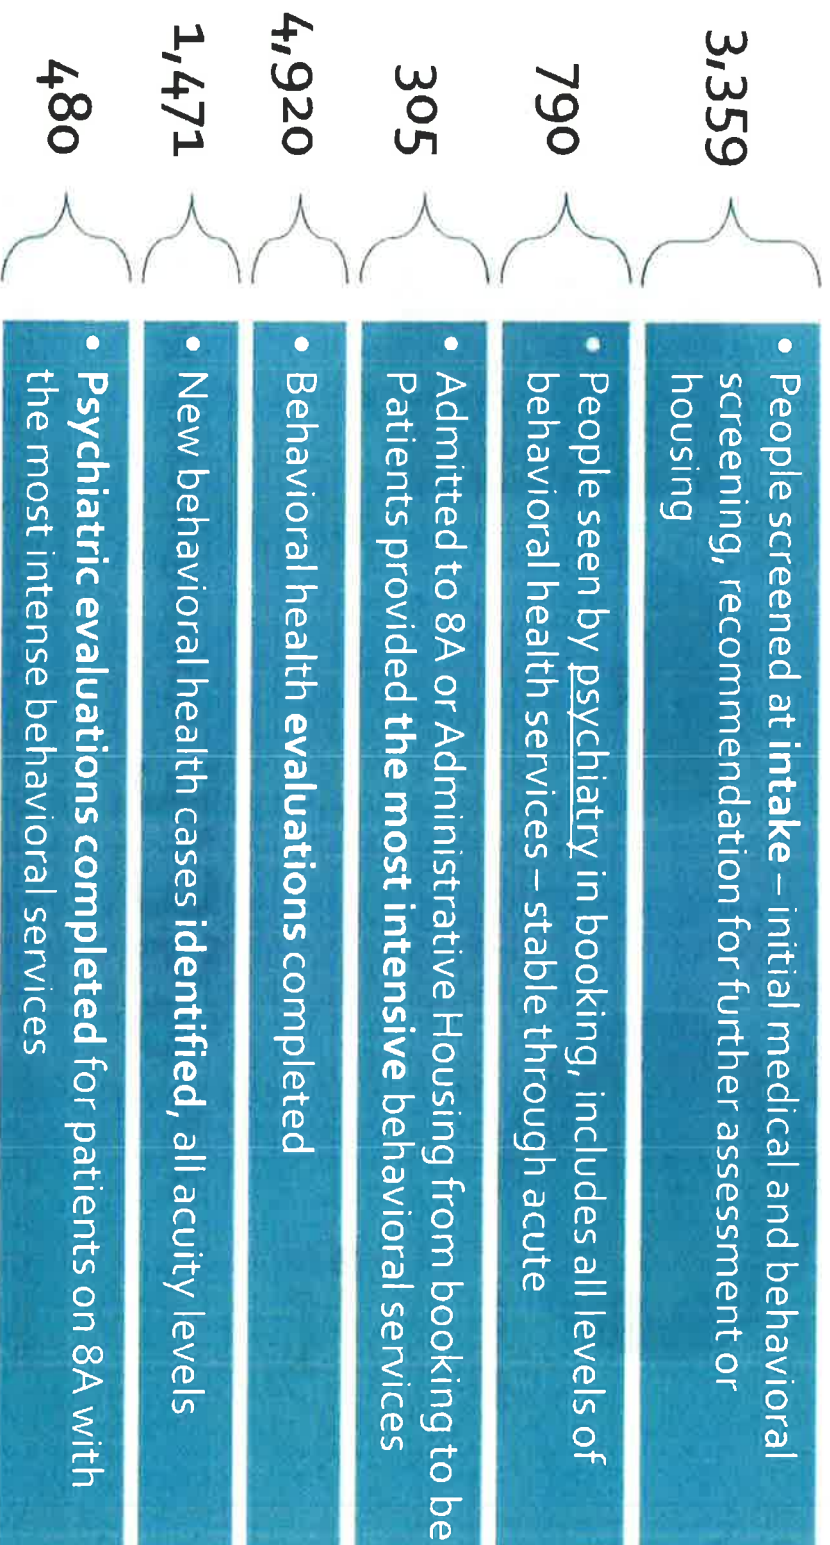 3,359
• People screened at intake – initial medical and behavioral
screening, recommendation for further assessment or
housing
790
• People seen by psychiatry in booking, includes all levels of
behavioral health services – stable through acute
305
• Admitted to 8A or Administrative Housing from booking to be
Patients provided the most intensive behavioral services
4,920
• Behavioral health evaluations completed
1,471
• New behavioral health cases identified, all acuity levels
480
• Psychiatric evaluations completed for patients on 8A with
the most intense behavioral services